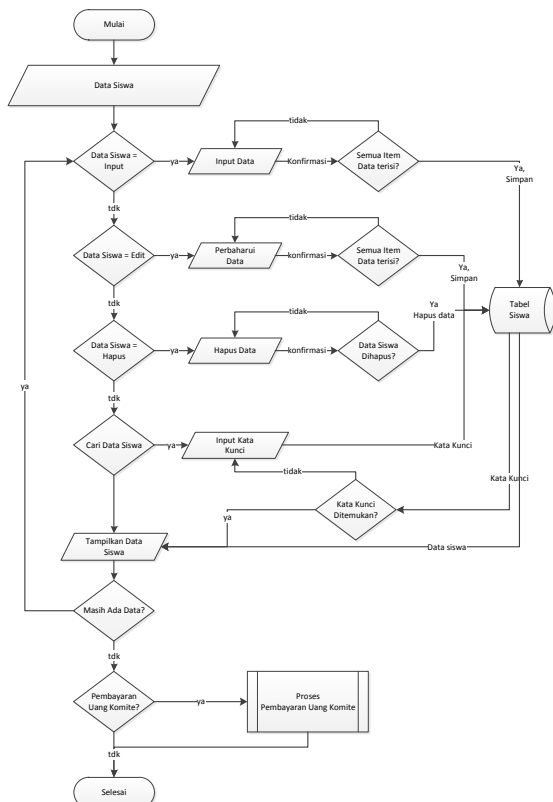 Mulai
Data Siswa
tidak
Data Siswa =
Input
ya
Input Data
Konfirmasi
Semua Item
Data terisi?
Ya,
Simpan
tdk
tidak
Data Siswa = Edit
ya
Perbaharui
Data
konfirmasi
Semua Item
Data terisi?
Ya,
Simpan
tdk
tidak
Ya
Hapus data
Tabel
Siswa
Data Siswa =
Hapus
ya
Hapus Data
konfirmasi
Data Siswa
Dihapus?
ya
tdk
Cari Data Siswa
ya
Input Kata
Kunci
Kata Kunci
tidak
Kata Kunci
Kata Kunci
Ditemukan?
ya
Tampilkan Data
Siswa
Data siswa
Masih Ada Data?
tdk
Pembayaran
Uang Komite?
ya
Proses
Pembayaran Uang Komite
tdk
Selesai